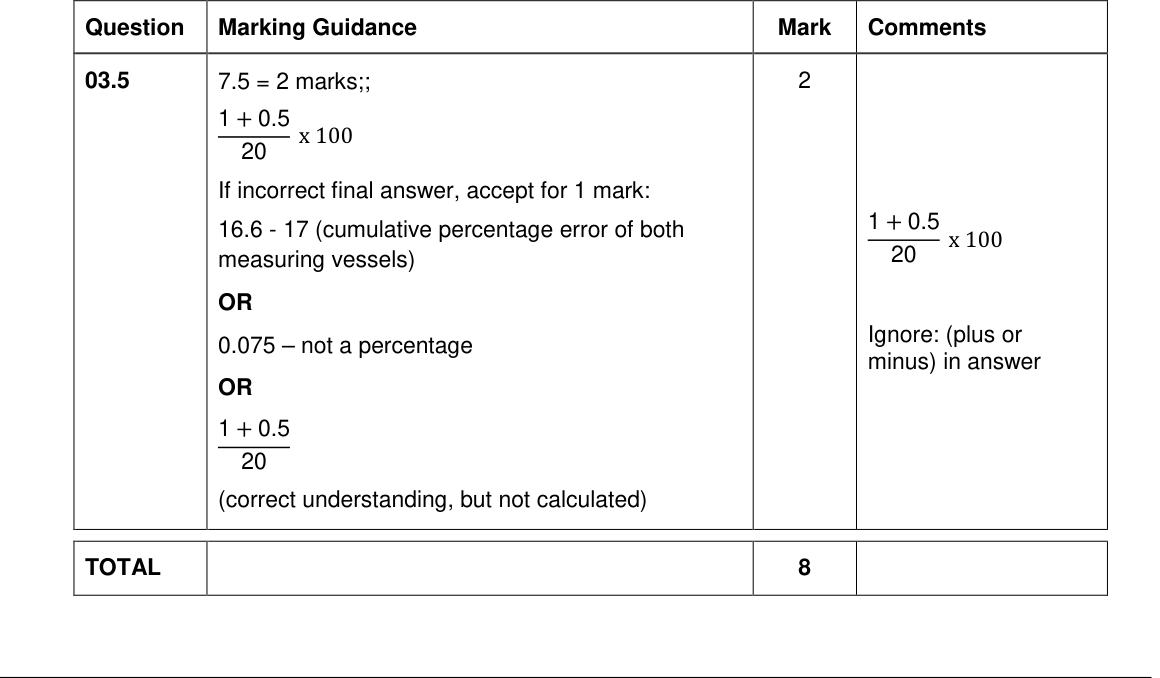 Question Marking Guidance Mark Comments
03.5 7.5 = 2 marks;; 2
1 + 0.5
20
x 100
If incorrect final answer, accept for 1 mark:
16.6 - 17 (cumulative percentage error of both
measuring vessels)
OR
0.075 – not a percentage
OR
1 + 0.5
20
(correct understanding, but not calculated)
1 + 0.5
20
x 100
Ignore: (plus or
minus) in answer
TOTAL 8